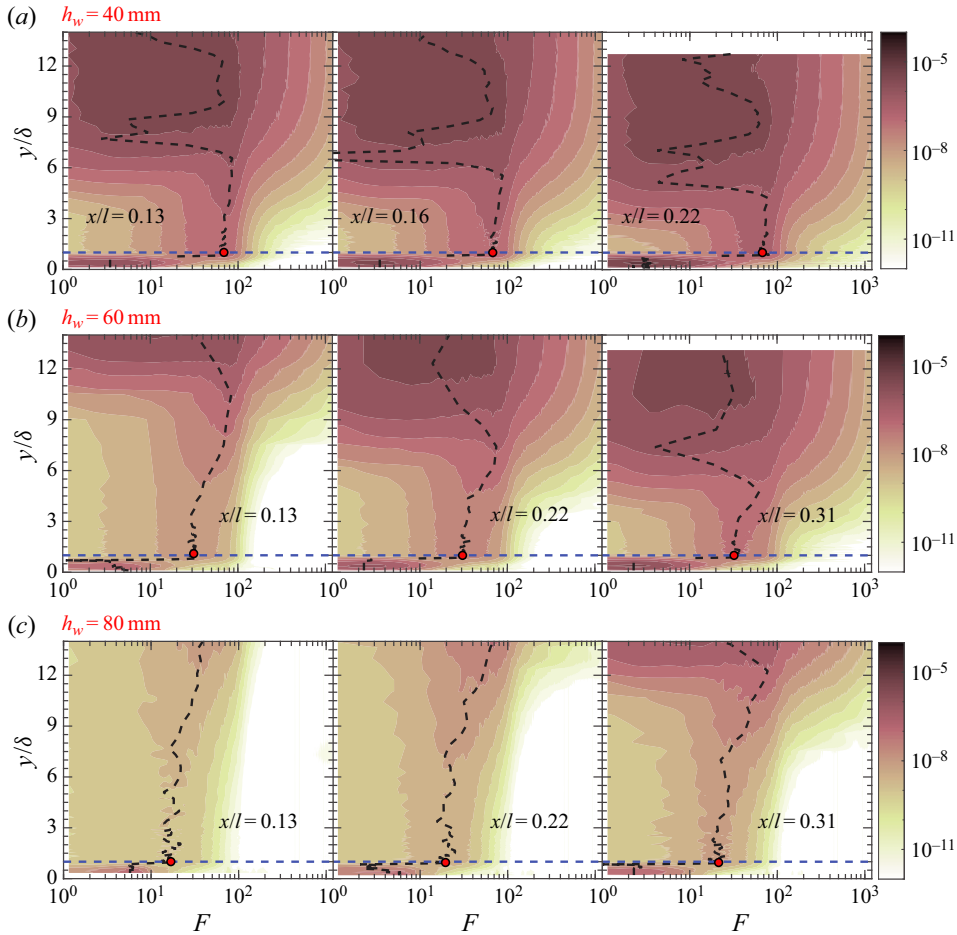 (a) h_w = 40 mm
12
9
6
3
0
y/δ
x/l = 0.13
x/l = 0.16
x/l = 0.22
10^0 10^1 10^2 10^0 10^1 10^2 10^0 10^1 10^2 10^3
10^−5
10^−8
10^−11
(b) h_w = 60 mm
12
9
6
3
0
y/δ
x/l = 0.13
x/l = 0.22
x/l = 0.31
10^0 10^1 10^2 10^0 10^1 10^2 10^0 10^1 10^2 10^3
10^−5
10^−8
10^−11
(c) h_w = 80 mm
12
9
6
3
0
y/δ
x/l = 0.13
x/l = 0.22
x/l = 0.31
10^0 10^1 10^2 10^0 10^1 10^2 10^0 10^1 10^2 10^3
F F F
10^−5
10^−8
10^−11